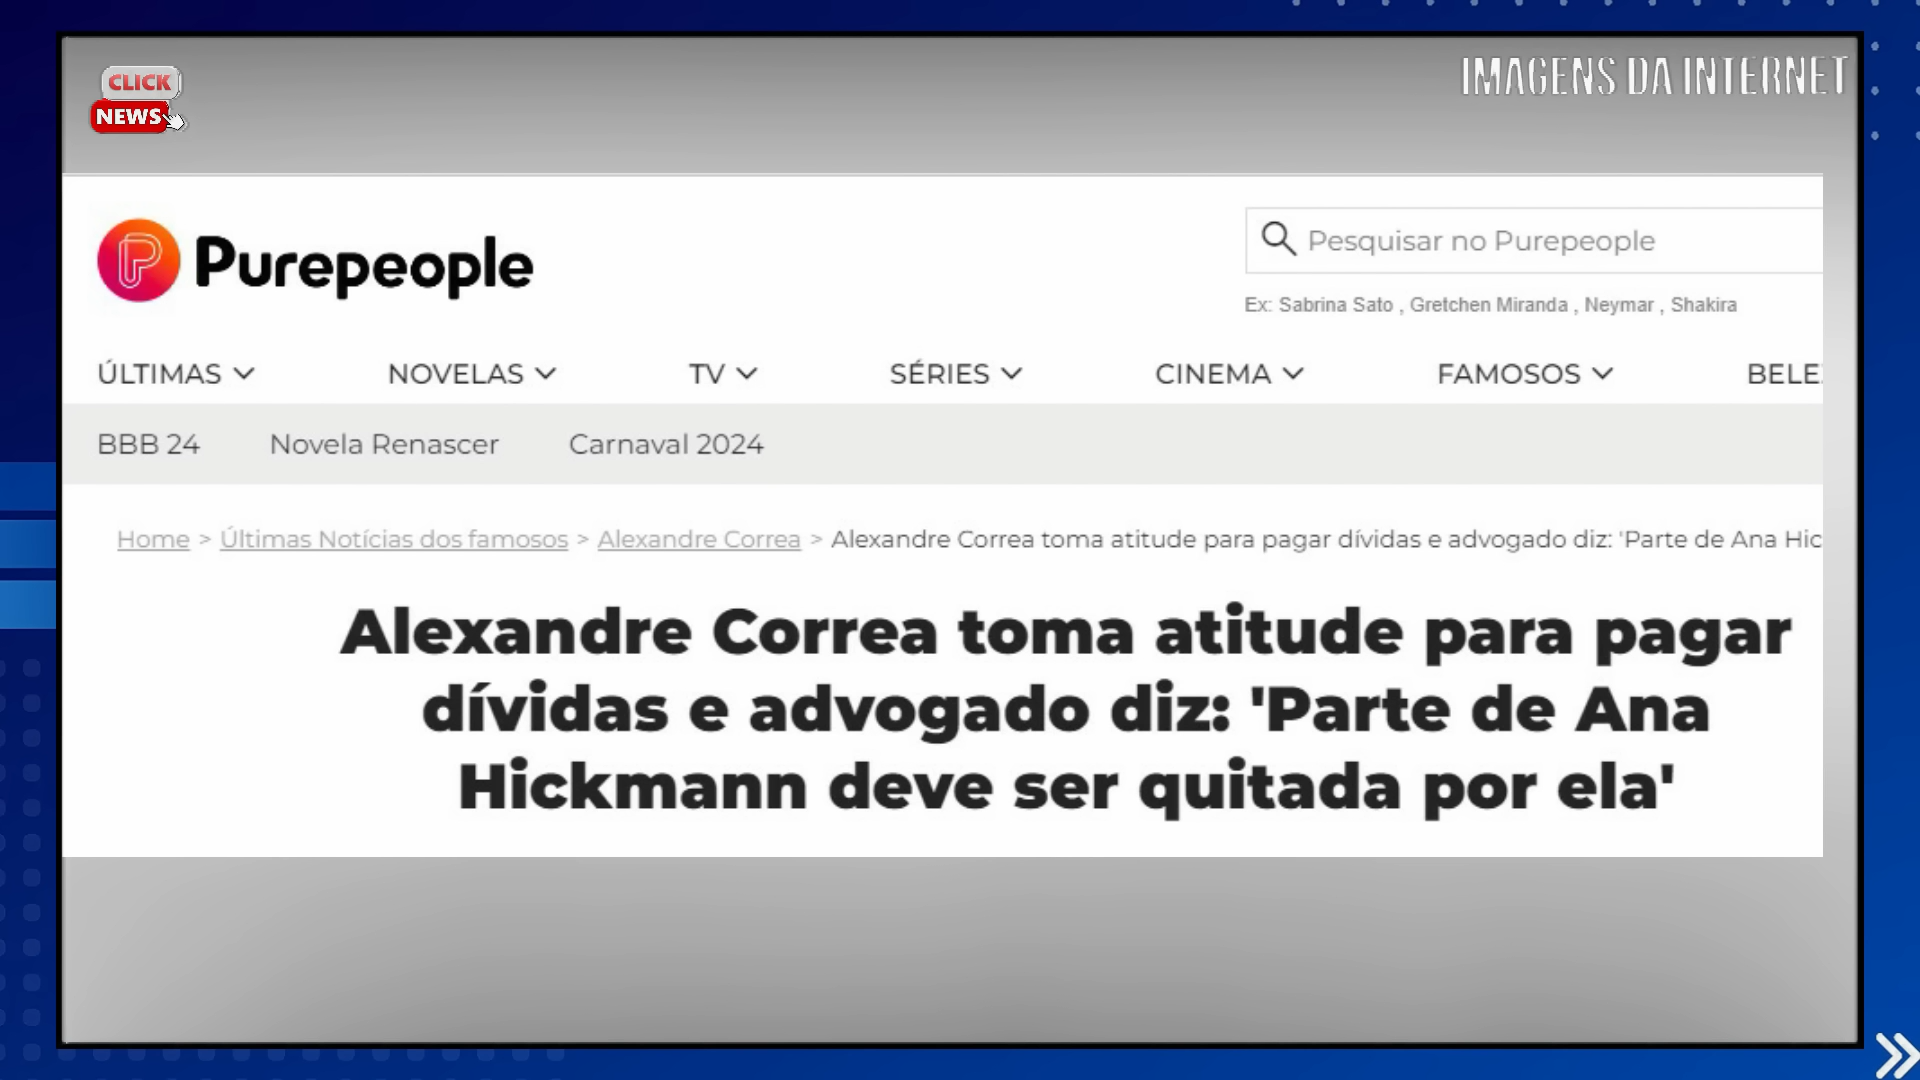 CLICK
NEWS
IMAGENS DA INTERNET
Purepeople
Pesquisar no Purepeople
Ex: Sabrina Sato , Gretchen Miranda , Neymar , Shakira
ÚLTIMAS NOVELAS TV SÉRIES CINEMA FAMOSOS BELE
BBB 24 Novela Renascer Carnaval 2024
Home > Últimas Notícias dos famosos > Alexandre Correa > Alexandre Correa toma atitude para pagar dívidas e advogado diz: 'Parte de Ana Hic
Alexandre Correa toma atitude para pagar
dívidas e advogado diz: 'Parte de Ana
Hickmann deve ser quitada por ela'